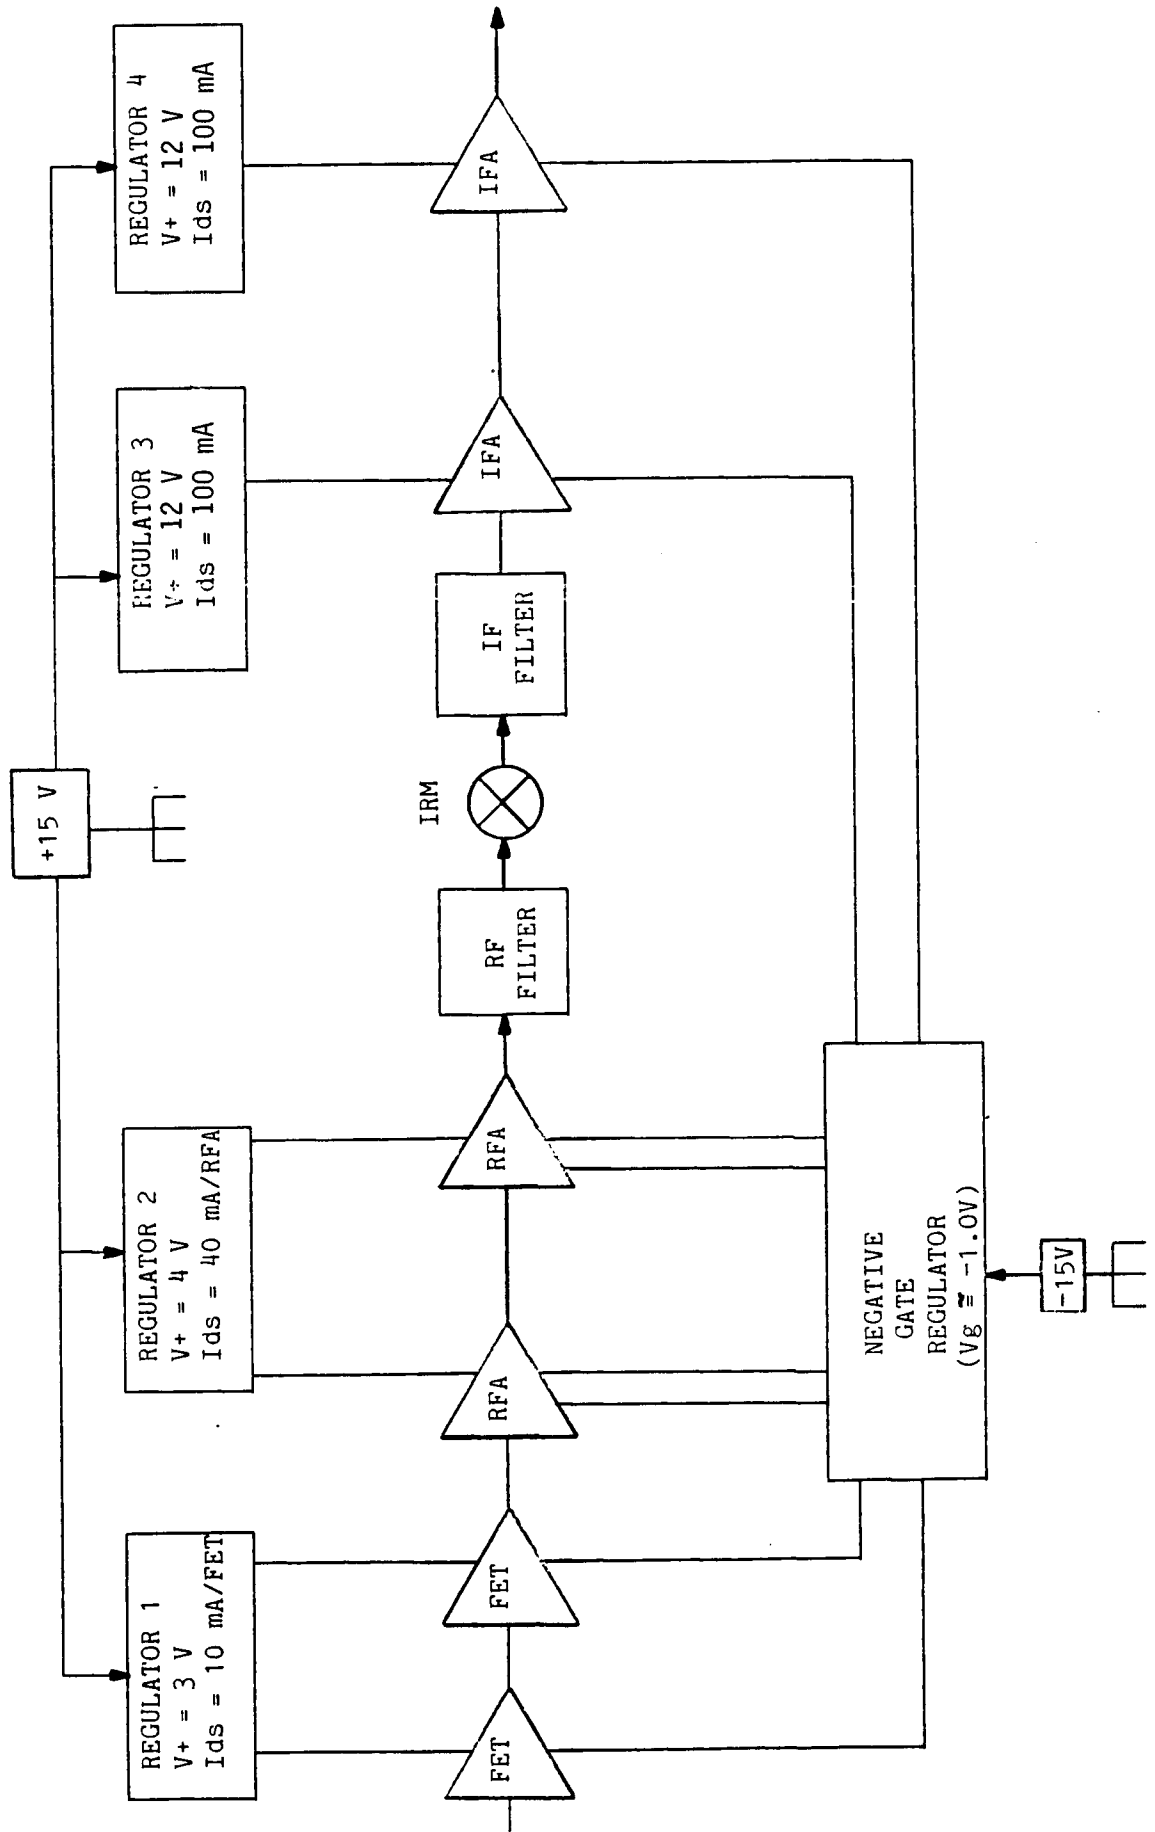 +15 V
REGULATOR 1
V+ = 3 V
Ids = 10 mA/FET
REGULATOR 2
V+ = 4 V
Ids = 40 mA/RFA
REGULATOR 3
V+ = 12 V
Ids = 100 mA
REGULATOR 4
V+ = 12 V
Ids = 100 mA
FET
FET
RFA
RFA
RF
FILTER
IRM
IF
FILTER
IFA
IFA
NEGATIVE
GATE
REGULATOR
(Vg ≅ -1.0V)
-15V